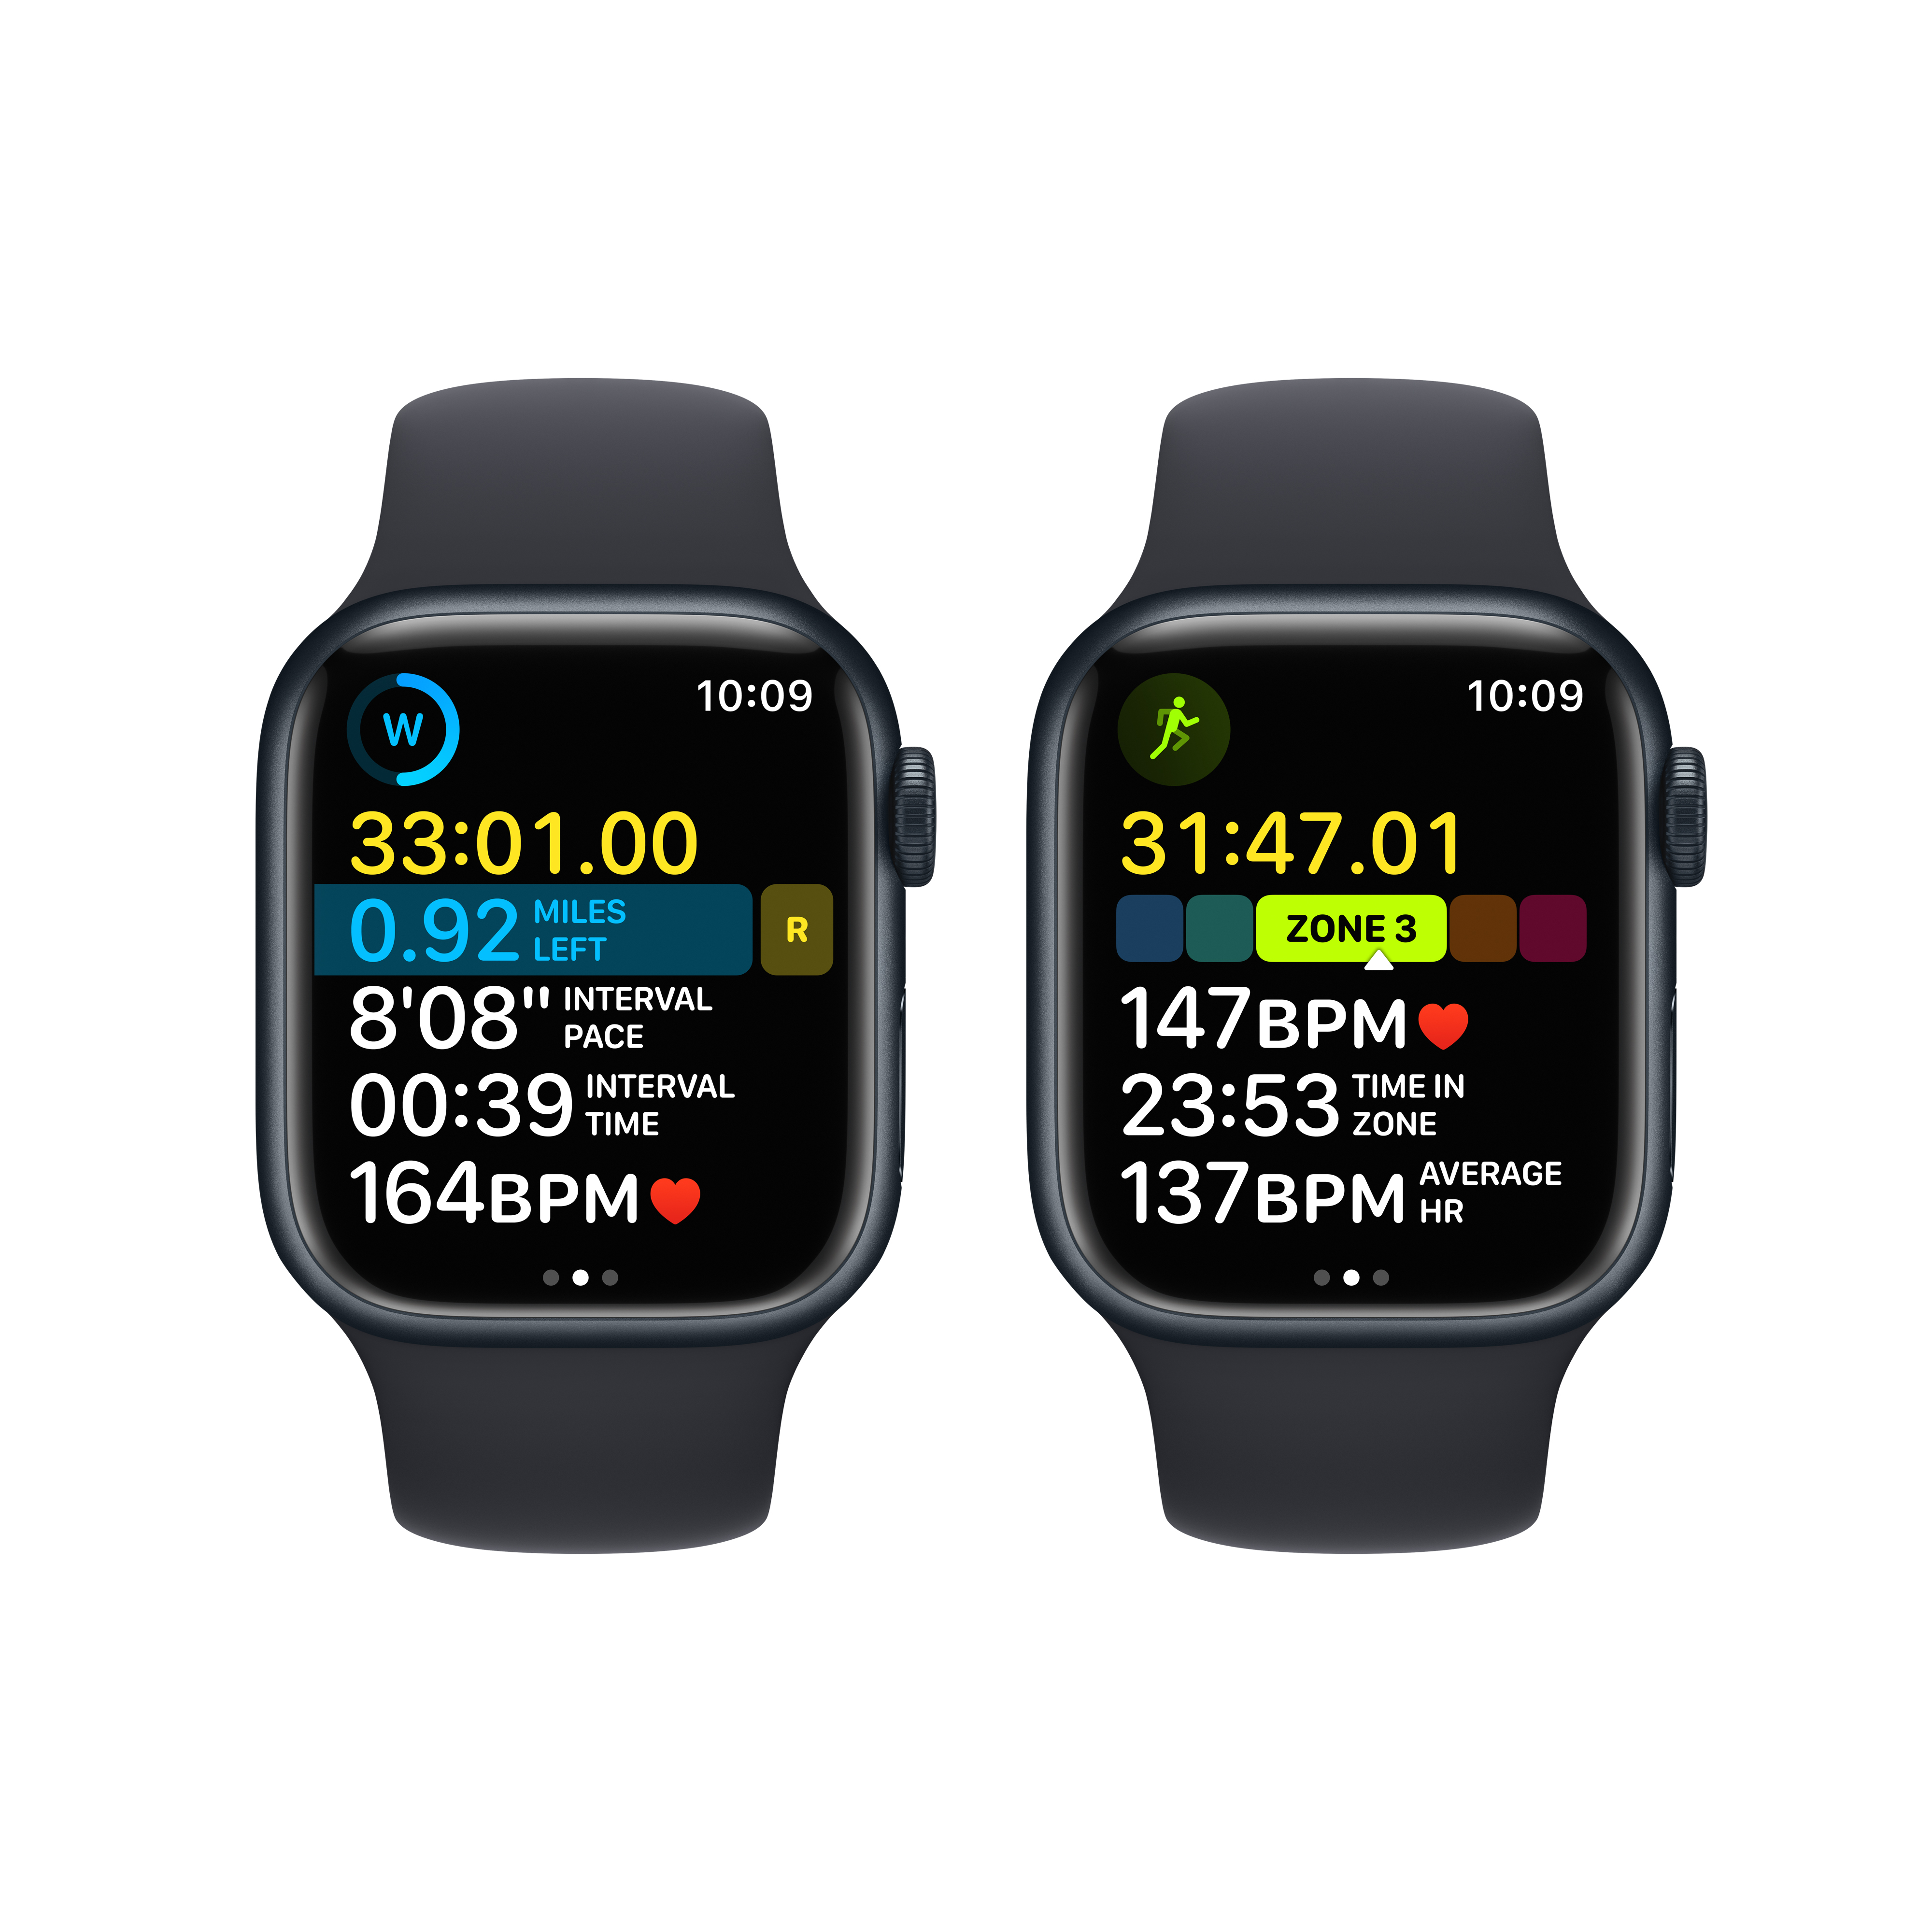 W
10:09
33:01.00
0.92 MILES
LEFT
R
8'08" INTERVAL
PACE
00:39 INTERVAL
TIME
164BPM
10:09
31:47.01
ZONE 3
147BPM
23:53 TIME IN
ZONE
137BPM AVERAGE
HR